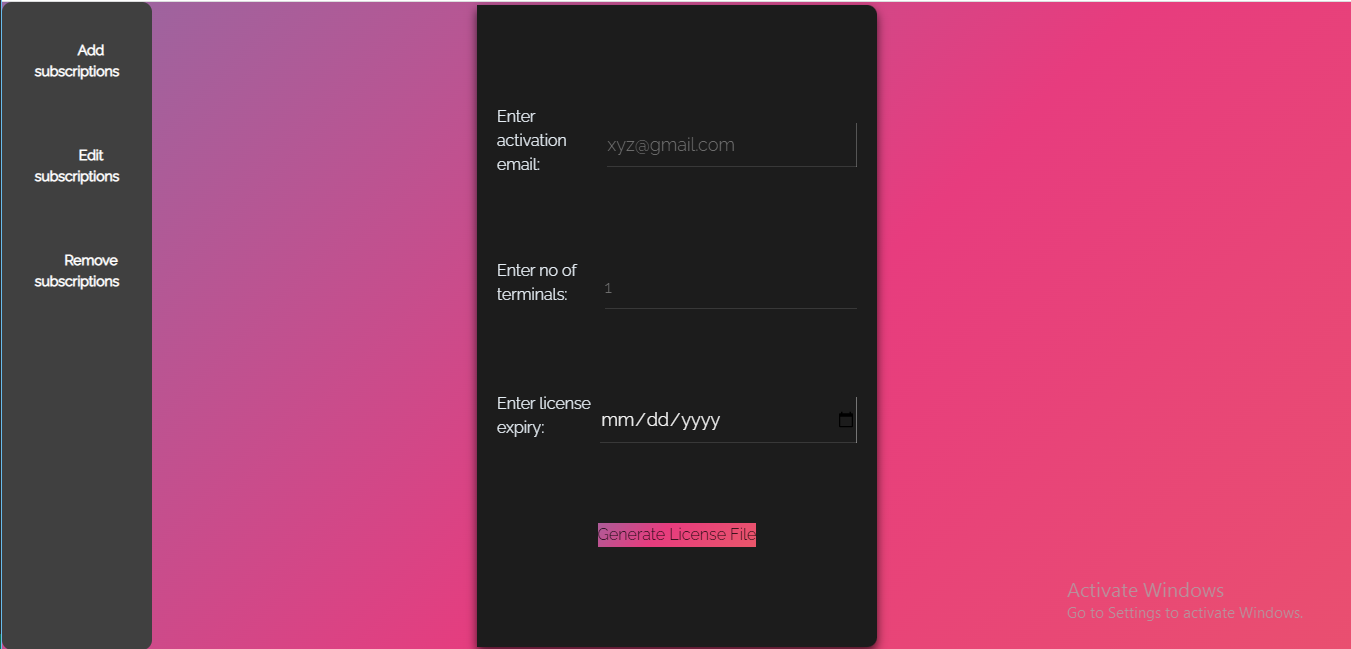 Add
subscriptions
Edit
subscriptions
Remove
subscriptions
Enter
activation
email:
xyz@gmail.com
Enter no of
terminals:
1
Enter license
expiry:
mm/dd/yyyy
Generate License File
Activate Windows
Go to Settings to activate Windows.